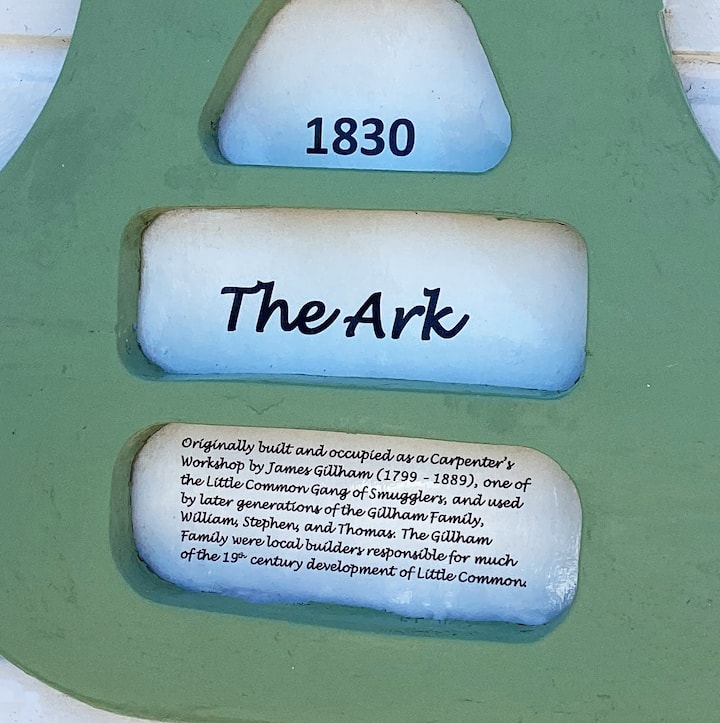 1830
The Ark
Originally built and occupied as a Carpenter's
Workshop by James Gillham (1799 - 1889), one of
the Little Common Gang of Smugglers, and used
by later generations of the Gillham Family,
William, Stephen, and Thomas. The Gillham
Family were local builders responsible for much
of the 19th century development of Little Common.